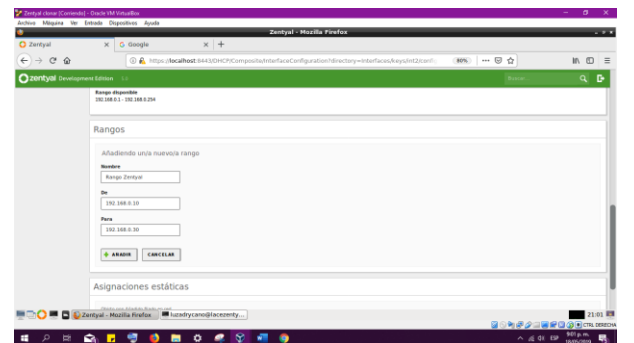 Zentyal clonar [Corriendo] - Oracle VM VirtualBox
Archivo Máquina Ver Entrada Dispositivos Ayuda
Zentyal - Mozilla Firefox
Zentyal
Google
https://localhost:8443/DHCP/Composite/InterfaceConfiguration?directory=Interfaces/keys/int2/conf
80%
zentyal Development Edition
Buscar
Rango disponible
192.168.0.1 - 192.168.0.254
Rangos
Añadiendo un/a nuevo/a rango
Nombre
Rango Zentyal
De
192.168.0.10
Para
192.168.0.30
AÑADIR CANCELAR
Asignaciones estáticas
Zentyal - Mozilla Firefox
21:01
CTRL DERECHA
ESP
9:01 p. m.